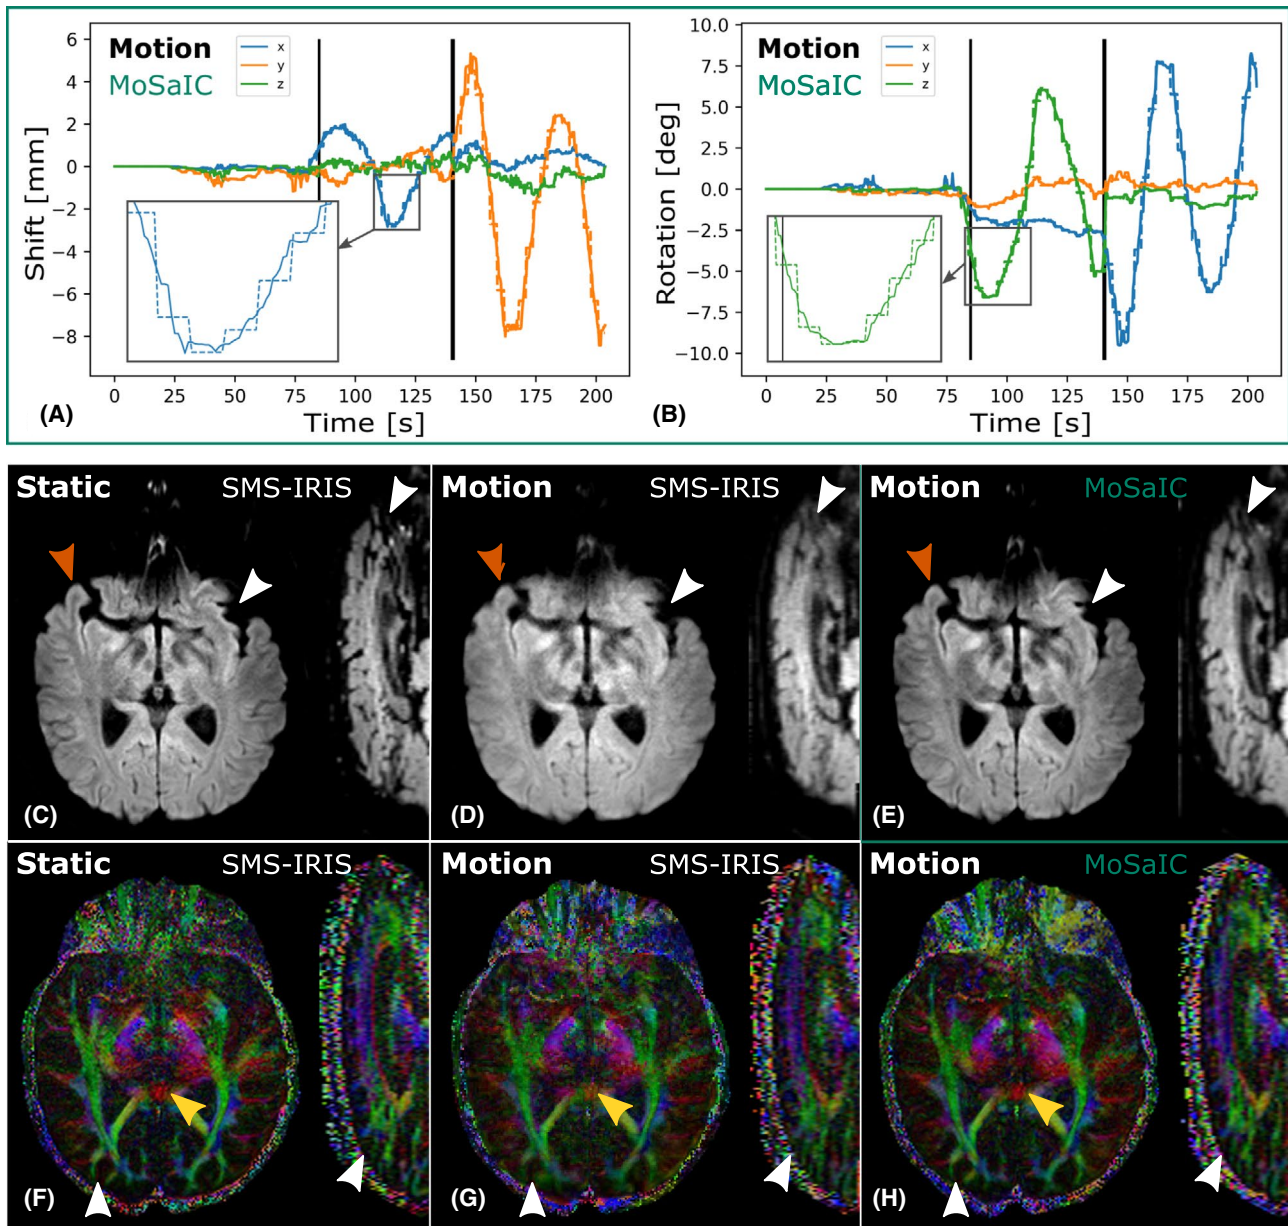 Motion
MoSaIC
x
y
z
6
4
2
0
−2
−4
−6
−8
Shift [mm]
0 25 50 75 100 125 150 175 200
Time [s]
(A)
Motion
MoSaIC
x
y
z
10.0
7.5
5.0
2.5
0.0
−2.5
−5.0
−7.5
−10.0
Rotation [deg]
0 25 50 75 100 125 150 175 200
Time [s]
(B)
Static SMS-IRIS
(C)
Motion SMS-IRIS
(D)
Motion MoSaIC
(E)
Static SMS-IRIS
(F)
Motion SMS-IRIS
(G)
Motion MoSaIC
(H)